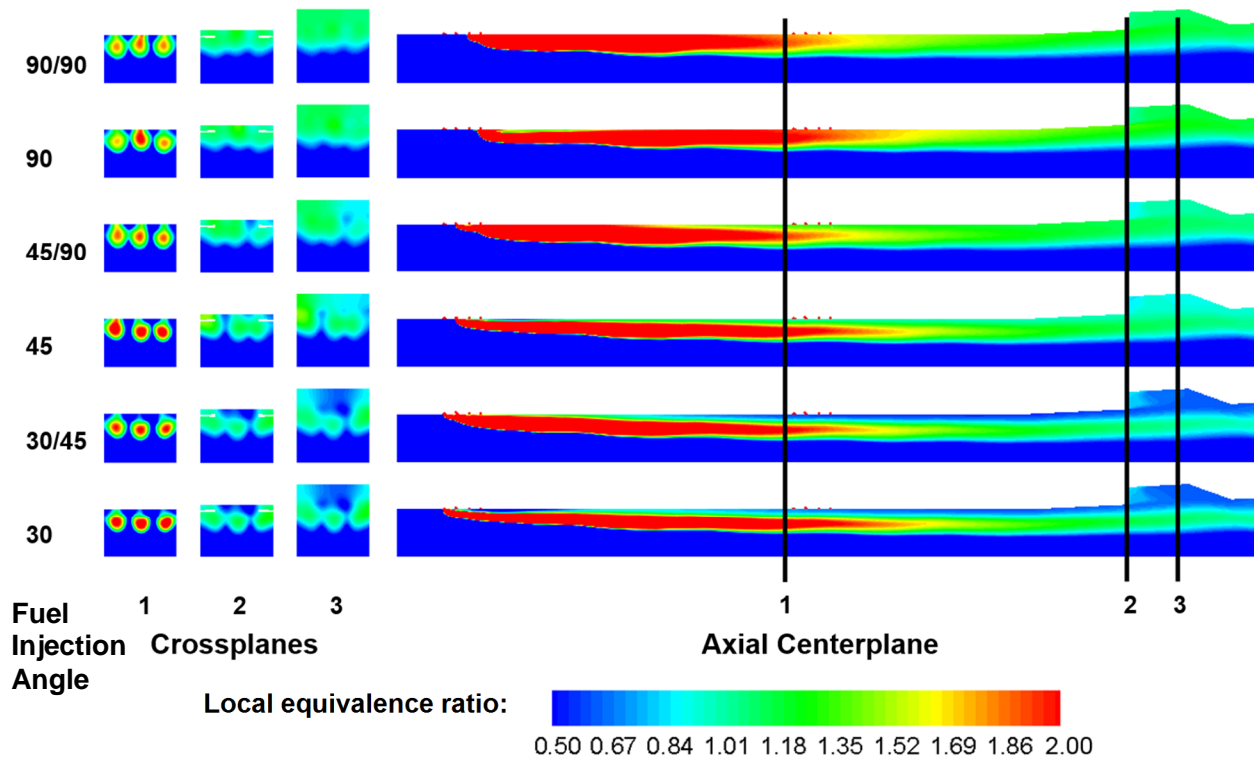 90/90
90
45/90
45
30/45
30
1 2 3 1 2 3
Fuel
Injection
Angle
Crossplanes
Axial Centerplane
Local equivalence ratio:
0.50 0.67 0.84 1.01 1.18 1.35 1.52 1.69 1.86 2.00